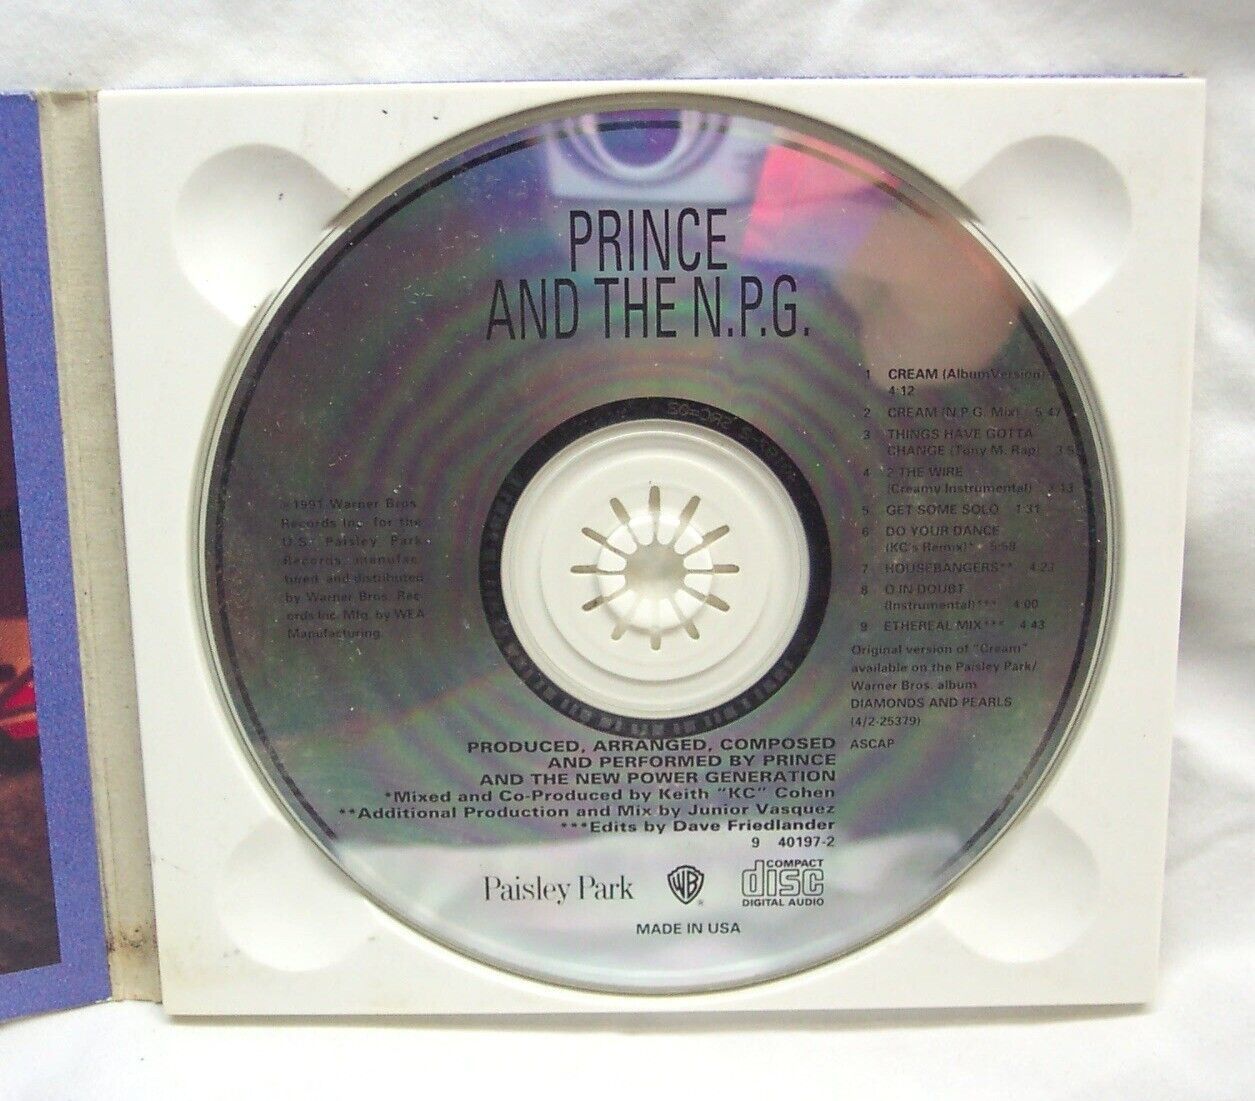 PRINCE
AND THE N.P.G.
1 CREAM (Album Version)
4:12
2 CREAM (N.P.G. Mix) 5:47
3 THINGS HAVE GOTTA
CHANGE (Tony M. Rap) 3:5
4 2 THE WIRE
(Creamy Instrumental) 3:13
5 GET SOME SOLO 1:31
6 DO YOUR DANCE
(KC's Remix)* 5:58
7 HOUSEBANGERS** 4:23
8 Q IN DOUBT
(Instrumental)*** 4:00
9 ETHEREAL MIX*** 4:43
Original version of "Cream"
available on the Paisley Park/
Warner Bros. album
DIAMONDS AND PEARLS
(4/2-25379)
ASCAP
℗1991 Warner Bros.
Records Inc. for the
U.S. Paisley Park
Records, manufac-
tured and distributed
by Warner Bros. Rec-
ords Inc. Mfg. by WEA
Manufacturing.
PRODUCED, ARRANGED, COMPOSED
AND PERFORMED BY PRINCE
AND THE NEW POWER GENERATION
*Mixed and Co-Produced by Keith "KC" Cohen
**Additional Production and Mix by Junior Vasquez
***Edits by Dave Friedlander
9 40197-2
Paisley Park WB ® COMPACT disc DIGITAL AUDIO
MADE IN USA